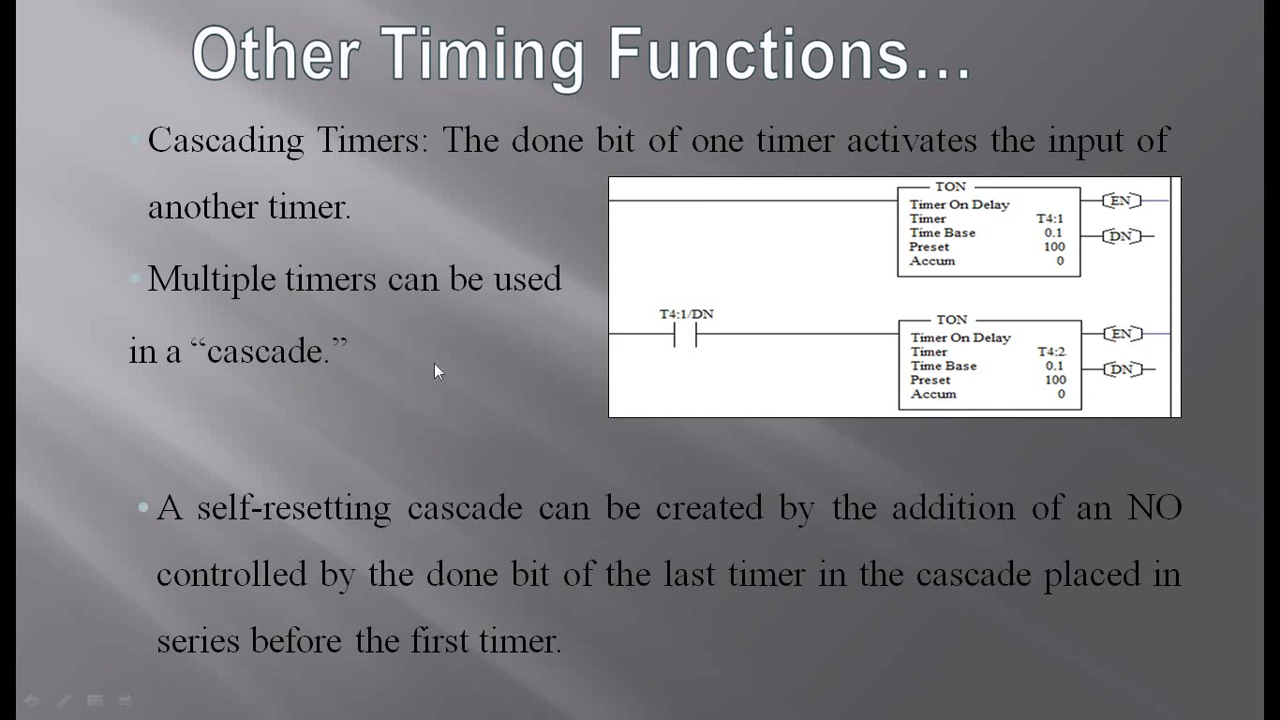 Other Timing Functions…
• Cascading Timers: The done bit of one timer activates the input of
another timer.
• Multiple timers can be used
in a “cascade.”
TON
Timer On Delay
Timer T4:1
Time Base 0.1
Preset 100
Accum 0
EN
DN
T4:1/DN
TON
Timer On Delay
Timer T4:2
Time Base 0.1
Preset 100
Accum 0
EN
DN
• A self-resetting cascade can be created by the addition of an NO
controlled by the done bit of the last timer in the cascade placed in
series before the first timer.